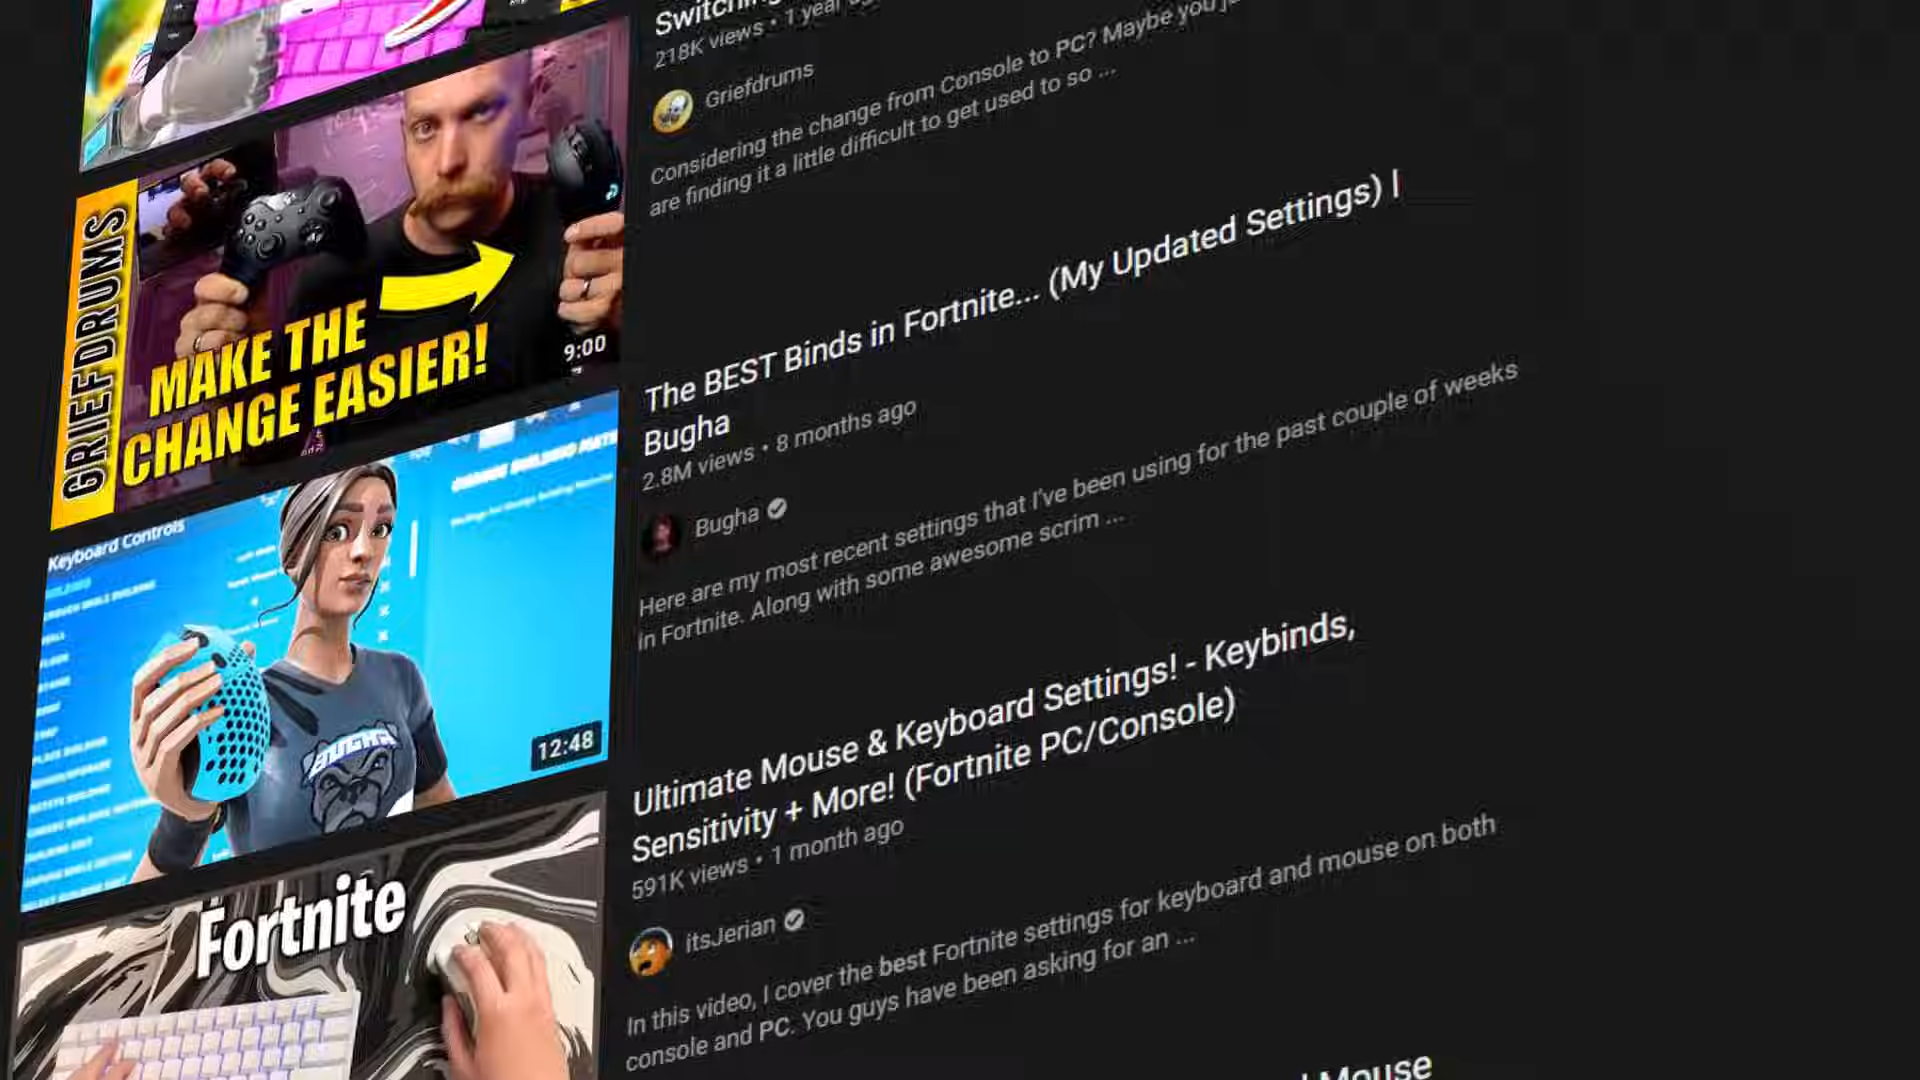 Switching
218K views • 1 year
Griefdrums
Considering the change from Console to PC? Maybe you
are finding it a little difficult to get used to so ...
GRIEFDRUMS
MAKE THE
CHANGE EASIER!
9:00
The BEST Binds in Fortnite... (My Updated Settings) |
Bugha
2.8M views • 8 months ago
Bugha
Here are my most recent settings that I've been using for the past couple of weeks
in Fortnite. Along with some awesome scrim ...
Keyboard Controls
BUGHA
12:48
Ultimate Mouse & Keyboard Settings! - Keybinds,
Sensitivity + More! (Fortnite PC/Console)
591K views • 1 month ago
itsJerian
In this video, I cover the best Fortnite settings for keyboard and mouse on both
console and PC. You guys have been asking for an ...
Fortnite
Mouse